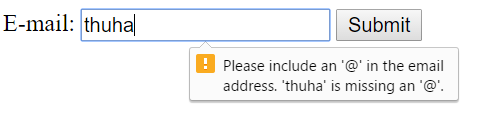 E-mail: thuha Submit
! Please include an '@' in the email
address. 'thuha' is missing an '@'.